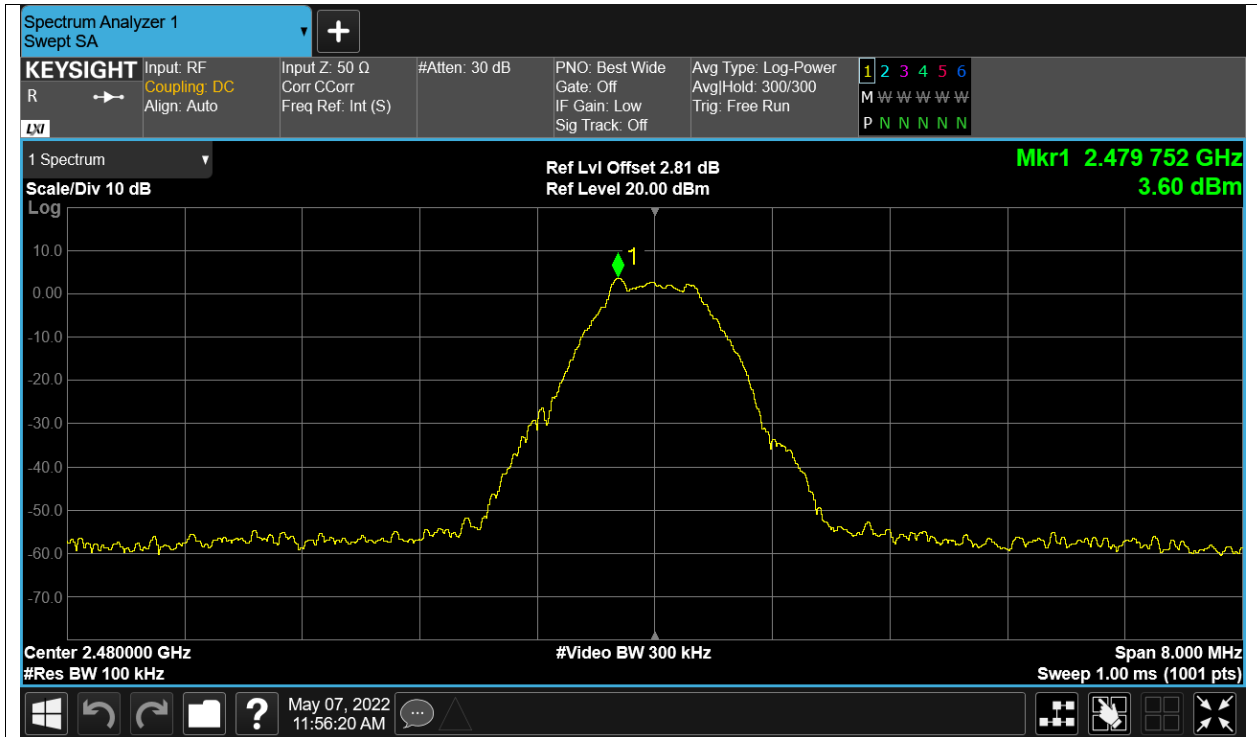 Spectrum Analyzer 1
Swept SA
KEYSIGHT
R
LXI
Input: RF
Coupling: DC
Align: Auto
Input Z: 50 Ω
Corr CCorr
Freq Ref: Int (S)
#Atten: 30 dB
PNO: Best Wide
Gate: Off
IF Gain: Low
Sig Track: Off
Avg Type: Log-Power
Avg|Hold: 300/300
Trig: Free Run
1 2 3 4 5 6
M W W W W W
P N N N N N
1 Spectrum
Scale/Div 10 dB
Log
Ref Lvl Offset 2.81 dB
Ref Level 20.00 dBm
Mkr1 2.479 752 GHz
3.60 dBm
1
10.0
0.00
-10.0
-20.0
-30.0
-40.0
-50.0
-60.0
-70.0
Center 2.480000 GHz
#Res BW 100 kHz
#Video BW 300 kHz
Span 8.000 MHz
Sweep 1.00 ms (1001 pts)
?
May 07, 2022
11:56:20 AM